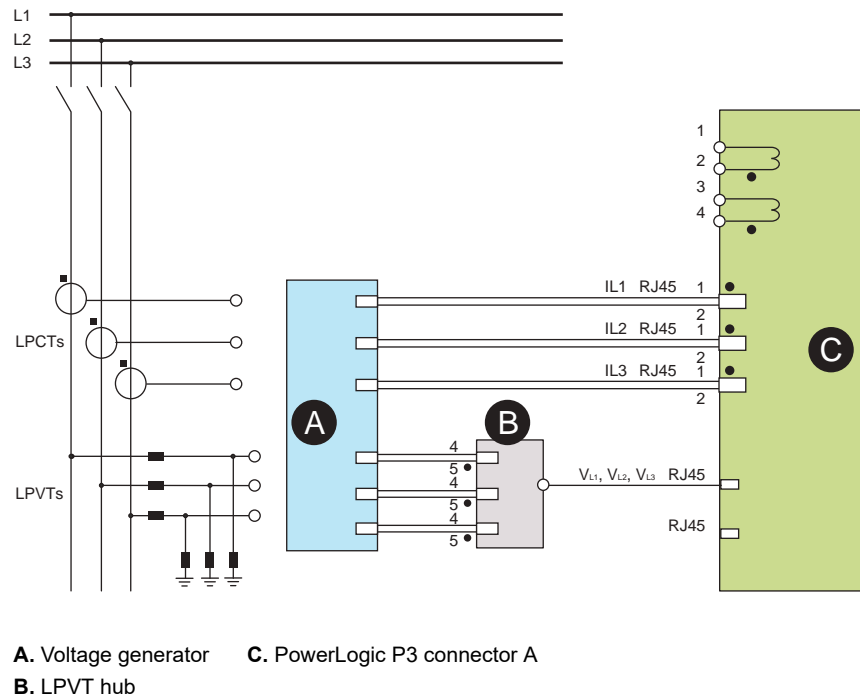 L1
L2
L3
1
2
3
4
IL1 RJ45 1
2
IL2 RJ45 1
2
IL3 RJ45 1
2
LPCTs
A
B
C
4
5
4
5
4
5
VL1, VL2, VL3 RJ45
RJ45
LPVTs
A. Voltage generator C. PowerLogic P3 connector A
B. LPVT hub